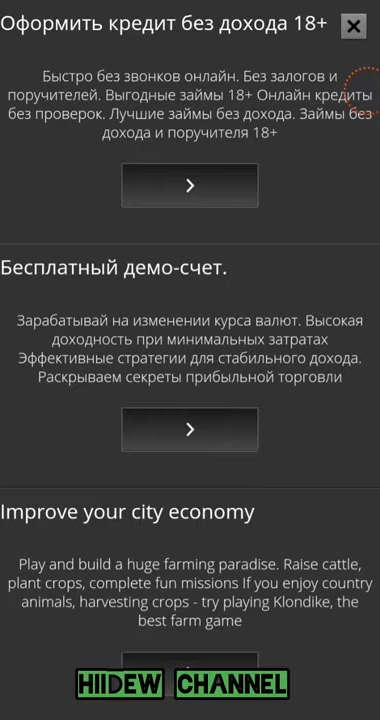 Оформить кредит без дохода 18+
Быстро без звонков онлайн. Без залогов и
поручителей. Выгодные займы 18+ Онлайн кредиты
без проверок. Лучшие займы без дохода. Займы без
дохода и поручителя 18+
Бесплатный демо-счет.
Зарабатывай на изменении курса валют. Высокая
доходность при минимальных затратах
Эффективные стратегии для стабильного дохода.
Раскрываем секреты прибыльной торговли
Improve your city economy
Play and build a huge farming paradise. Raise cattle,
plant crops, complete fun missions If you enjoy country
animals, harvesting crops - try playing Klondike, the
best farm game
HIIDEW CHANNEL